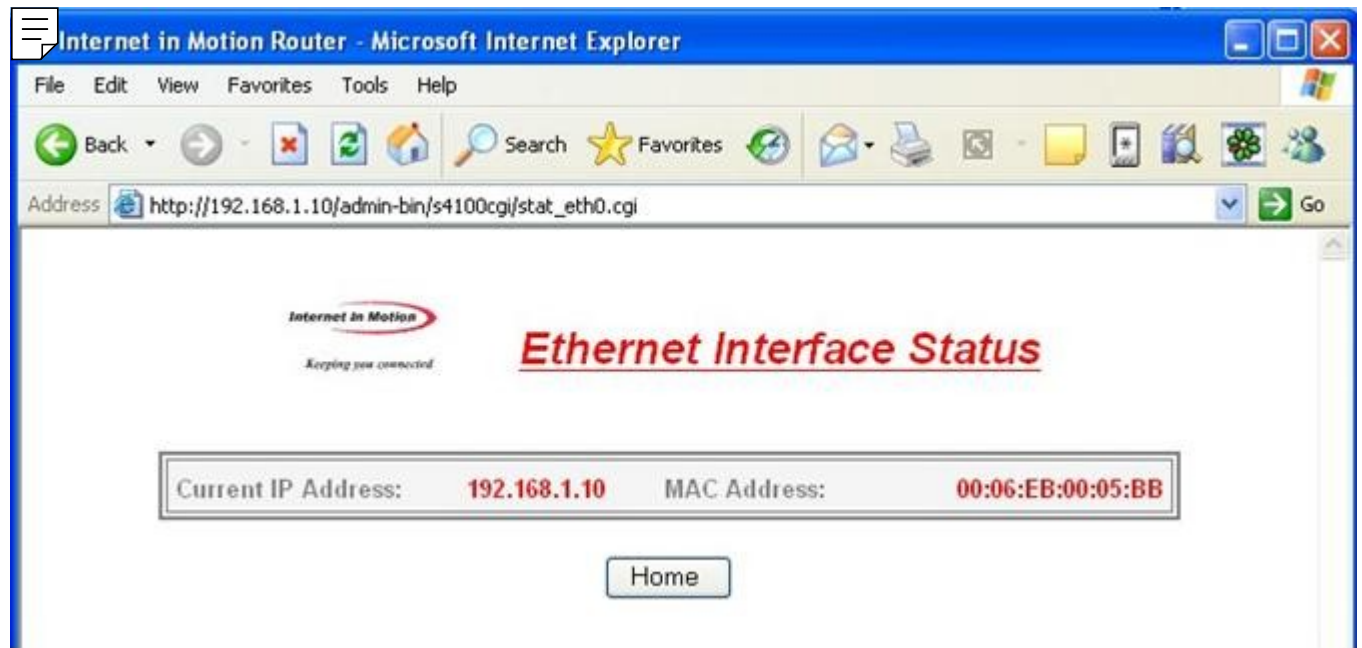 Internet in Motion Router - Microsoft Internet Explorer
File Edit View Favorites Tools Help
Back Search Favorites
Address http://192.168.1.10/admin-bin/s4100cgi/stat_eth0.cgi Go
Internet In Motion
Keeping you connected
Ethernet Interface Status
Current IP Address: 192.168.1.10 MAC Address: 00:06:EB:00:05:BB
Home